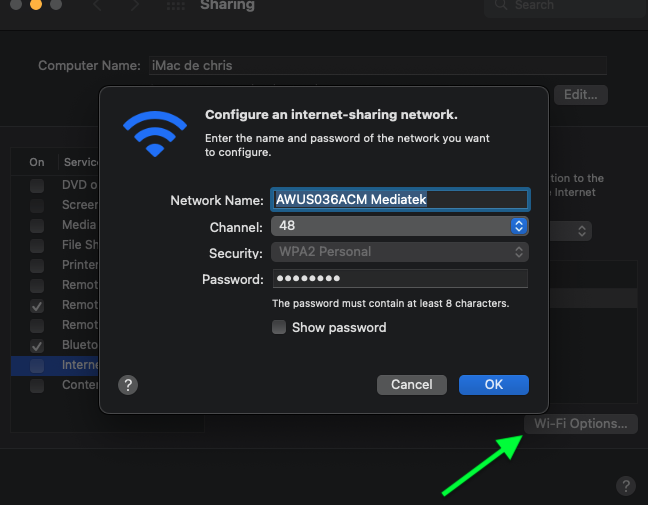 Sharing
Search
Computer Name: iMac de chris
Edit...
Configure an internet-sharing network.
Enter the name and password of the network you want
to configure.
On Service
DVD o
Screen
Media
File Sh
Printer
Remot
Remot
Remot
Blueto
Interne
Conten
tion to the
Internet
Network Name: AWUS036ACM Mediatek
Channel: 48
Security: WPA2 Personal
Password: ●●●●●●●●
The password must contain at least 8 characters.
Show password
? Cancel OK
Wi-Fi Options...
?